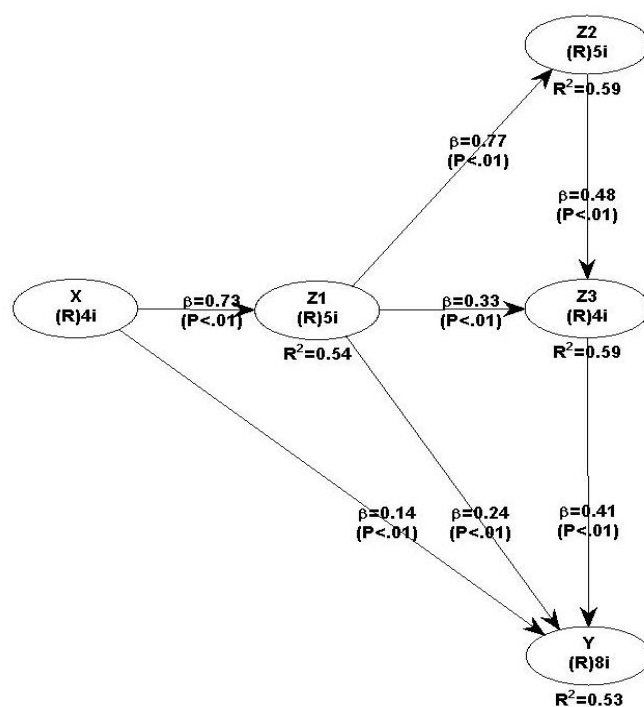 Z2
(R)5i
R²=0.59
β=0.77
(P<.01)
β=0.48
(P<.01)
X
(R)4i
β=0.73
(P<.01)
Z1
(R)5i
R²=0.54
β=0.33
(P<.01)
Z3
(R)4i
R²=0.59
β=0.14
(P<.01)
β=0.24
(P<.01)
β=0.41
(P<.01)
Y
(R)8i
R²=0.53